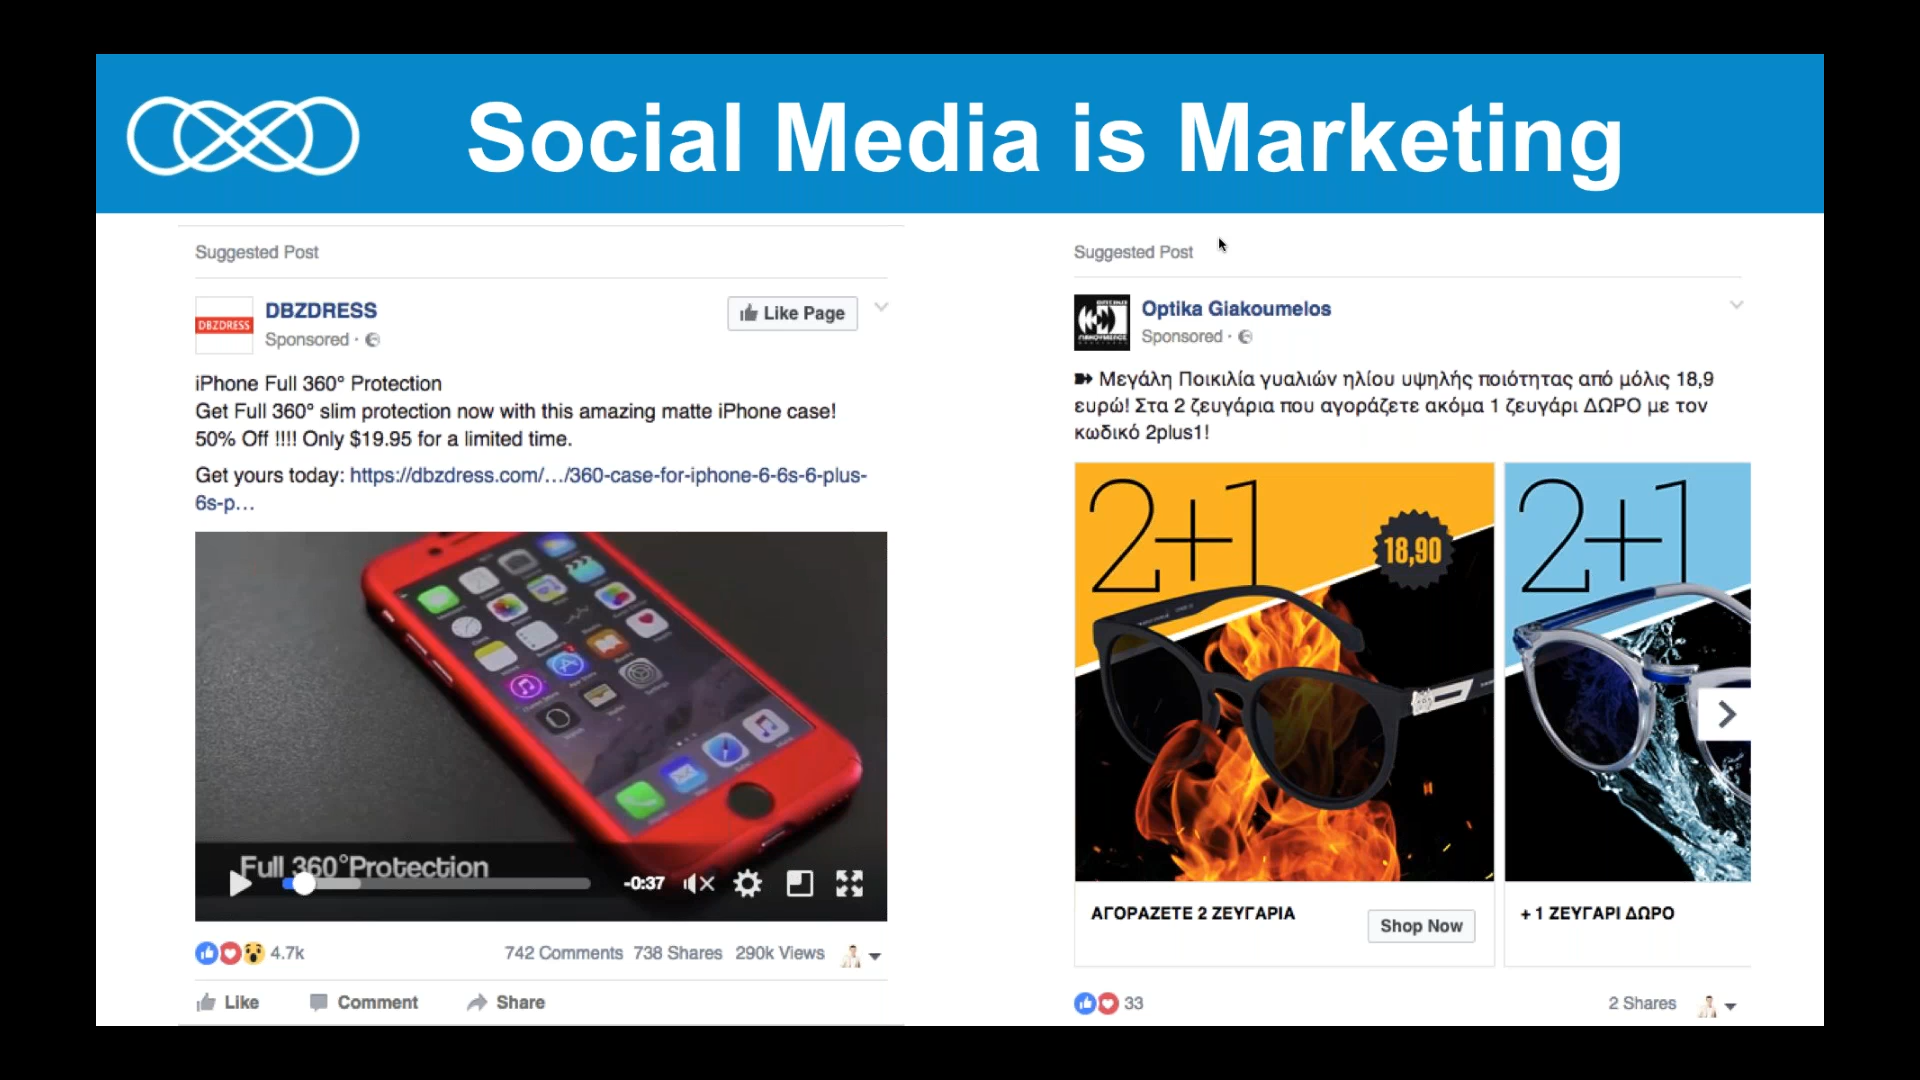 Social Media is Marketing
Suggested Post
DBZDRESS
DBZDRESS
Sponsored ·
Like Page
iPhone Full 360° Protection
Get Full 360° slim protection now with this amazing matte iPhone case!
50% Off !!!! Only $19.95 for a limited time.
Get yours today: https://dbzdress.com/…/360-case-for-iphone-6-6s-6-plus-
6s-p…
Full 360°Protection
-0:37
4.7k
742 Comments 738 Shares 290k Views
Like Comment Share
Suggested Post
Optika Giakoumelos
Sponsored ·
Μεγάλη Ποικιλία γυαλιών ηλίου υψηλής ποιότητας από μόλις 18,9
ευρώ! Στα 2 ζευγάρια που αγοράζετε ακόμα 1 ζευγάρι ΔΩΡΟ με τον
κωδικό 2plus1!
2+1
18,90
2+1
ΑΓΟΡΑΖΕΤΕ 2 ΖΕΥΓΑΡΙΑ
Shop Now
+ 1 ΖΕΥΓΑΡΙ ΔΩΡΟ
33
2 Shares